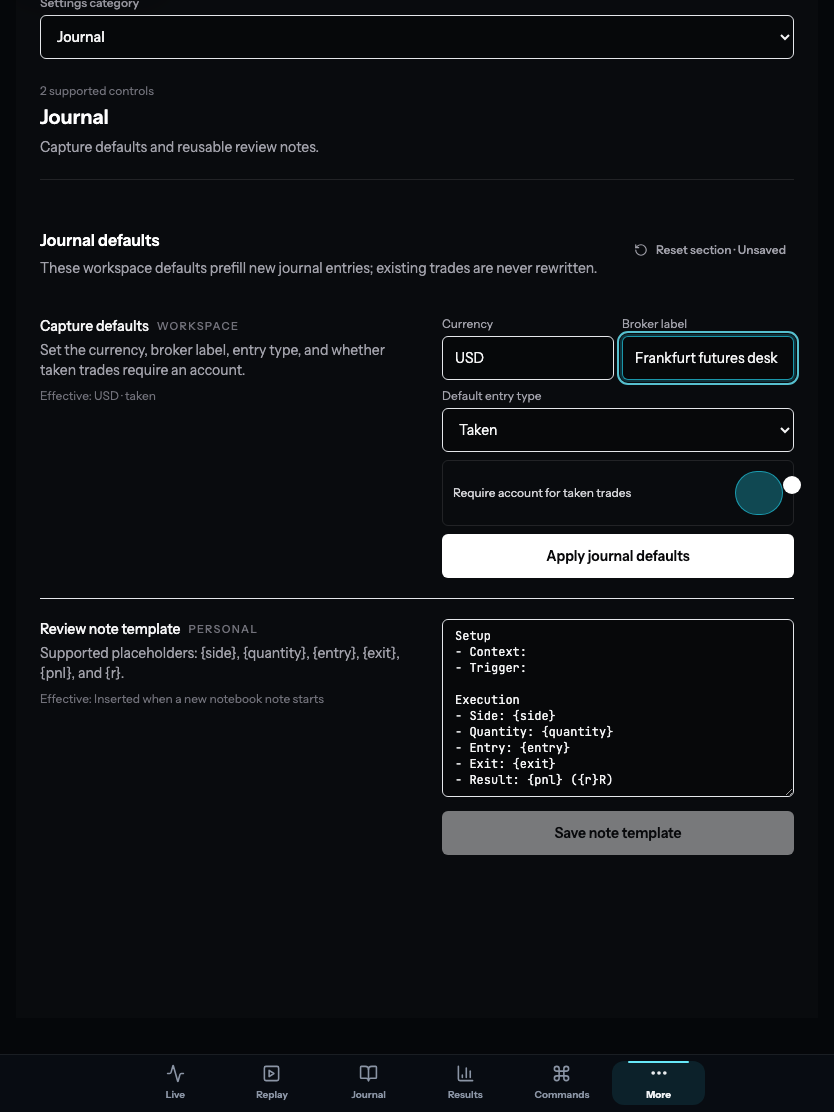 Settings category
Journal
2 supported controls
Journal
Capture defaults and reusable review notes.
Journal defaults
These workspace defaults prefill new journal entries; existing trades are never rewritten.
Reset section · Unsaved
Capture defaults WORKSPACE
Set the currency, broker label, entry type, and whether
taken trades require an account.
Effective: USD · taken
Currency
Broker label
USD
Frankfurt futures desk
Default entry type
Taken
Require account for taken trades
Apply journal defaults
Review note template PERSONAL
Supported placeholders: {side}, {quantity}, {entry}, {exit},
{pnl}, and {r}.
Effective: Inserted when a new notebook note starts
Setup
- Context:
- Trigger:

Execution
- Side: {side}
- Quantity: {quantity}
- Entry: {entry}
- Exit: {exit}
- Result: {pnl} ({r}R)
Save note template
Live
Replay
Journal
Results
Commands
More